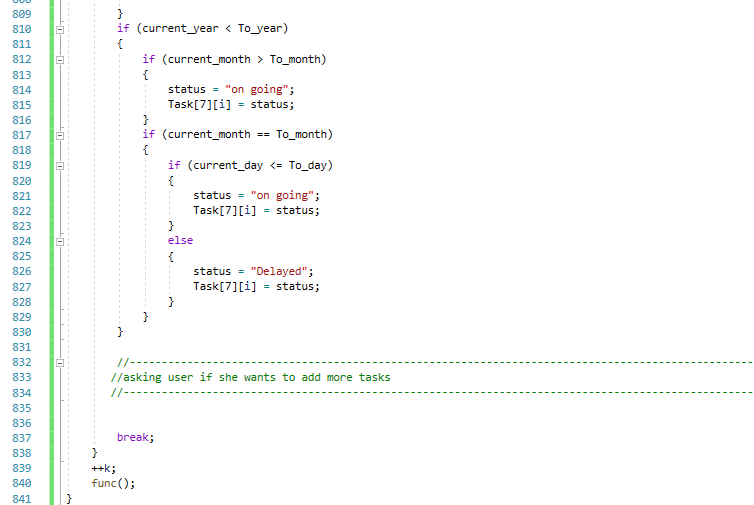 809 }
810 if (current_year < To_year)
811 {
812 if (current_month > To_month)
813 {
814 status = "on going";
815 Task[7][i] = status;
816 }
817 if (current_month == To_month)
818 {
819 if (current_day <= To_day)
820 {
821 status = "on going";
822 Task[7][i] = status;
823 }
824 else
825 {
826 status = "Delayed";
827 Task[7][i] = status;
828 }
829 }
830 }
831
832 //--------------------------------------------------------------------------------------------------
833 //asking user if she wants to add more tasks
834 //---------------------------------------------------------------------------------------------------
835
836
837 break;
838 }
839 ++k;
840 func();
841 }